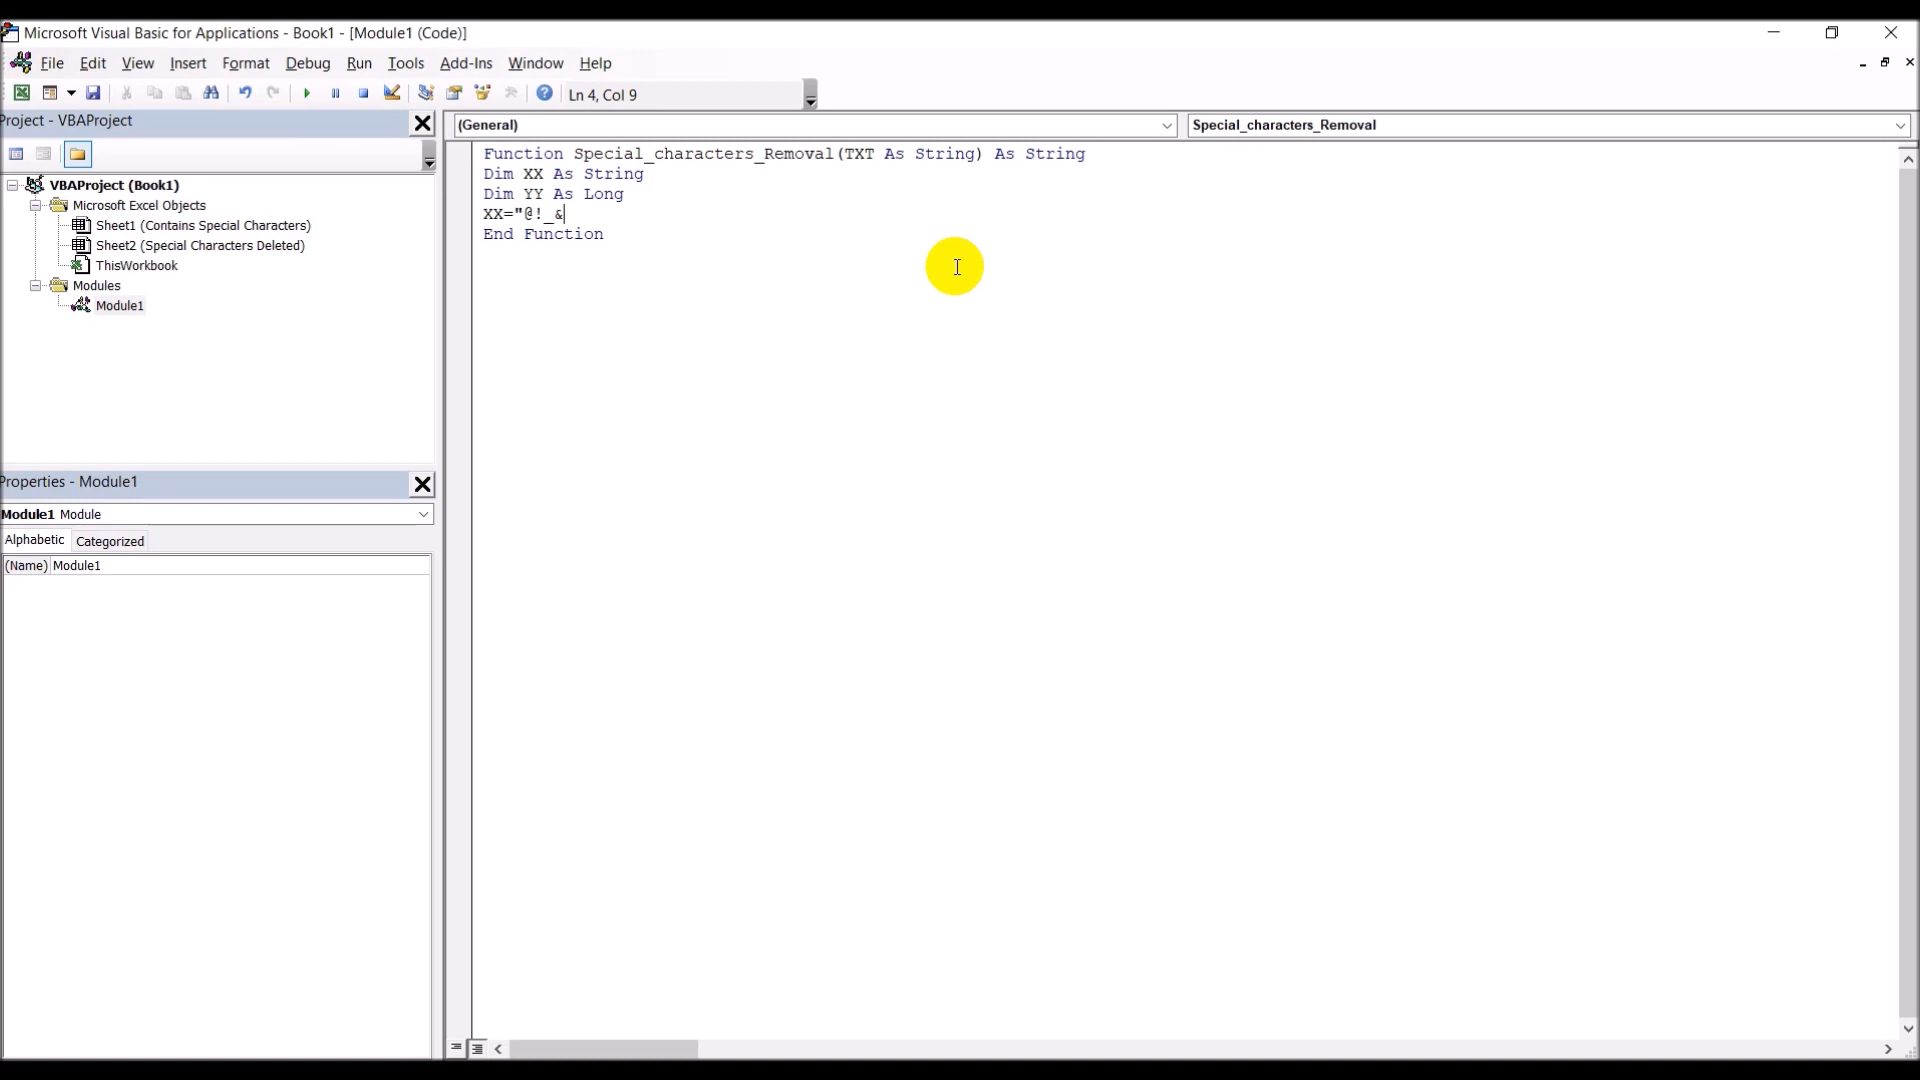 Microsoft Visual Basic for Applications - Book1 - [Module1 (Code)]
File Edit View Insert Format Debug Run Tools Add-Ins Window Help
Ln 4, Col 9
Project - VBAProject
(General)
Special_characters_Removal
VBAProject (Book1)
Microsoft Excel Objects
Sheet1 (Contains Special Characters)
Sheet2 (Special Characters Deleted)
ThisWorkbook
Modules
Module1
Function Special_characters_Removal(TXT As String) As String
Dim XX As String
Dim YY As Long
XX="@!_&
End Function
Properties - Module1
Module1 Module
Alphabetic Categorized
(Name) Module1